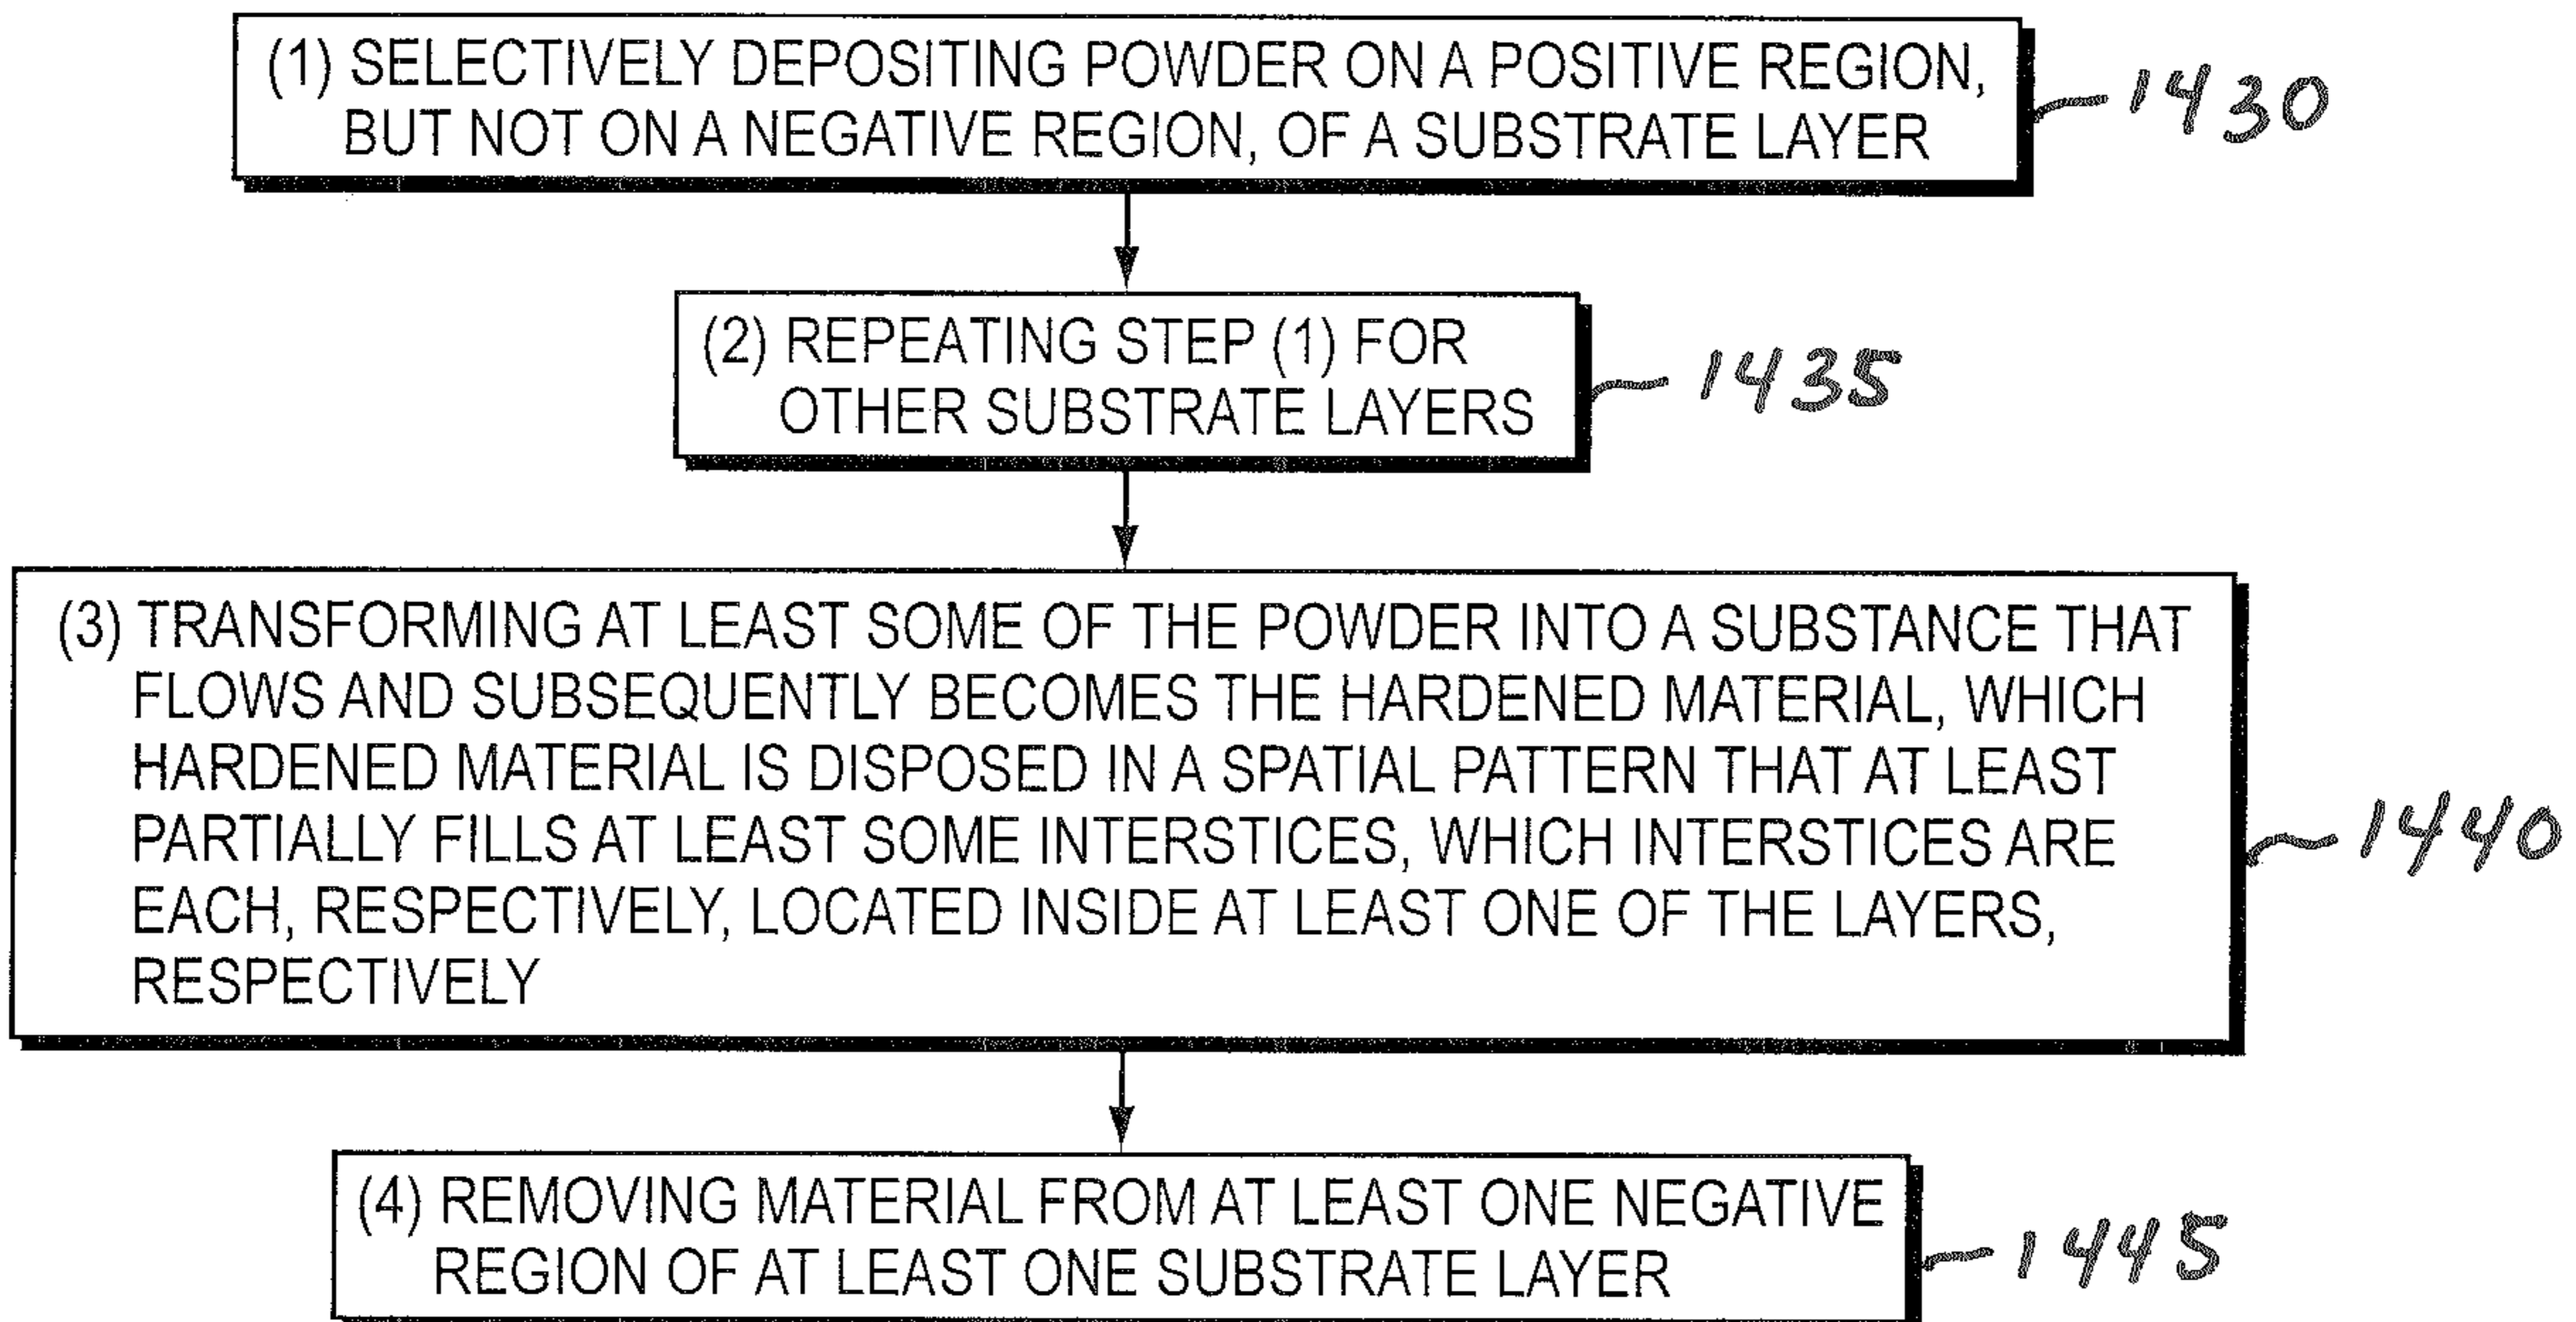 (1) SELECTIVELY DEPOSITING POWDER ON A POSITIVE REGION,
BUT NOT ON A NEGATIVE REGION, OF A SUBSTRATE LAYER
1430
(2) REPEATING STEP (1) FOR
OTHER SUBSTRATE LAYERS
1435
(3) TRANSFORMING AT LEAST SOME OF THE POWDER INTO A SUBSTANCE THAT
FLOWS AND SUBSEQUENTLY BECOMES THE HARDENED MATERIAL, WHICH
HARDENED MATERIAL IS DISPOSED IN A SPATIAL PATTERN THAT AT LEAST
PARTIALLY FILLS AT LEAST SOME INTERSTICES, WHICH INTERSTICES ARE
EACH, RESPECTIVELY, LOCATED INSIDE AT LEAST ONE OF THE LAYERS,
RESPECTIVELY
1440
(4) REMOVING MATERIAL FROM AT LEAST ONE NEGATIVE
REGION OF AT LEAST ONE SUBSTRATE LAYER
1445